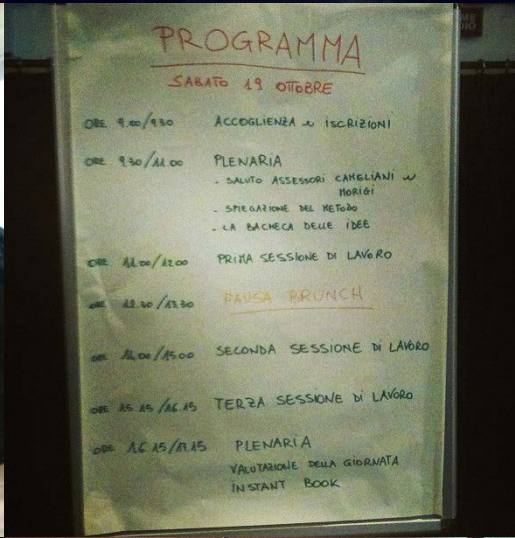 PROGRAMMA
SABATO 19 OTTOBRE
ORE 9.00/9.30 ACCOGLIENZA e ISCRIZIONI
ORE 9.30/11.00 PLENARIA
- SALUTO ASSESSORI CAMELIANI e
MORIGI
- SPIEGAZIONE DEL METODO
- LA BACHECA DELLE IDEE
ORE 11.00/12.00 PRIMA SESSIONE DI LAVORO
ORE 12.30/13.30 PAUSA BRUNCH
ORE 14.00/15.00 SECONDA SESSIONE DI LAVORO
ORE 15.15/16.15 TERZA SESSIONE DI LAVORO
ORE 16.15/17.15 PLENARIA
VALUTAZIONE DELLA GIORNATA
INSTANT BOOK